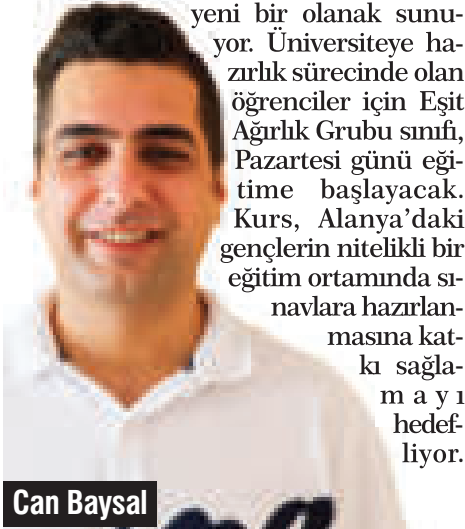 yeni bir olanak sunu-
yor. Üniversiteye ha-
zırlık sürecinde olan
öğrenciler için Eşit
Ağırlık Grubu sınıfı,
Pazartesi günü eği-
time başlayacak.
Kurs, Alanya’daki
gençlerin nitelikli bir
eğitim ortamında sı-
navlara hazırlan-
masına kat-
kı sağla-
mayı
hedef-
liyor.
Can Baysal